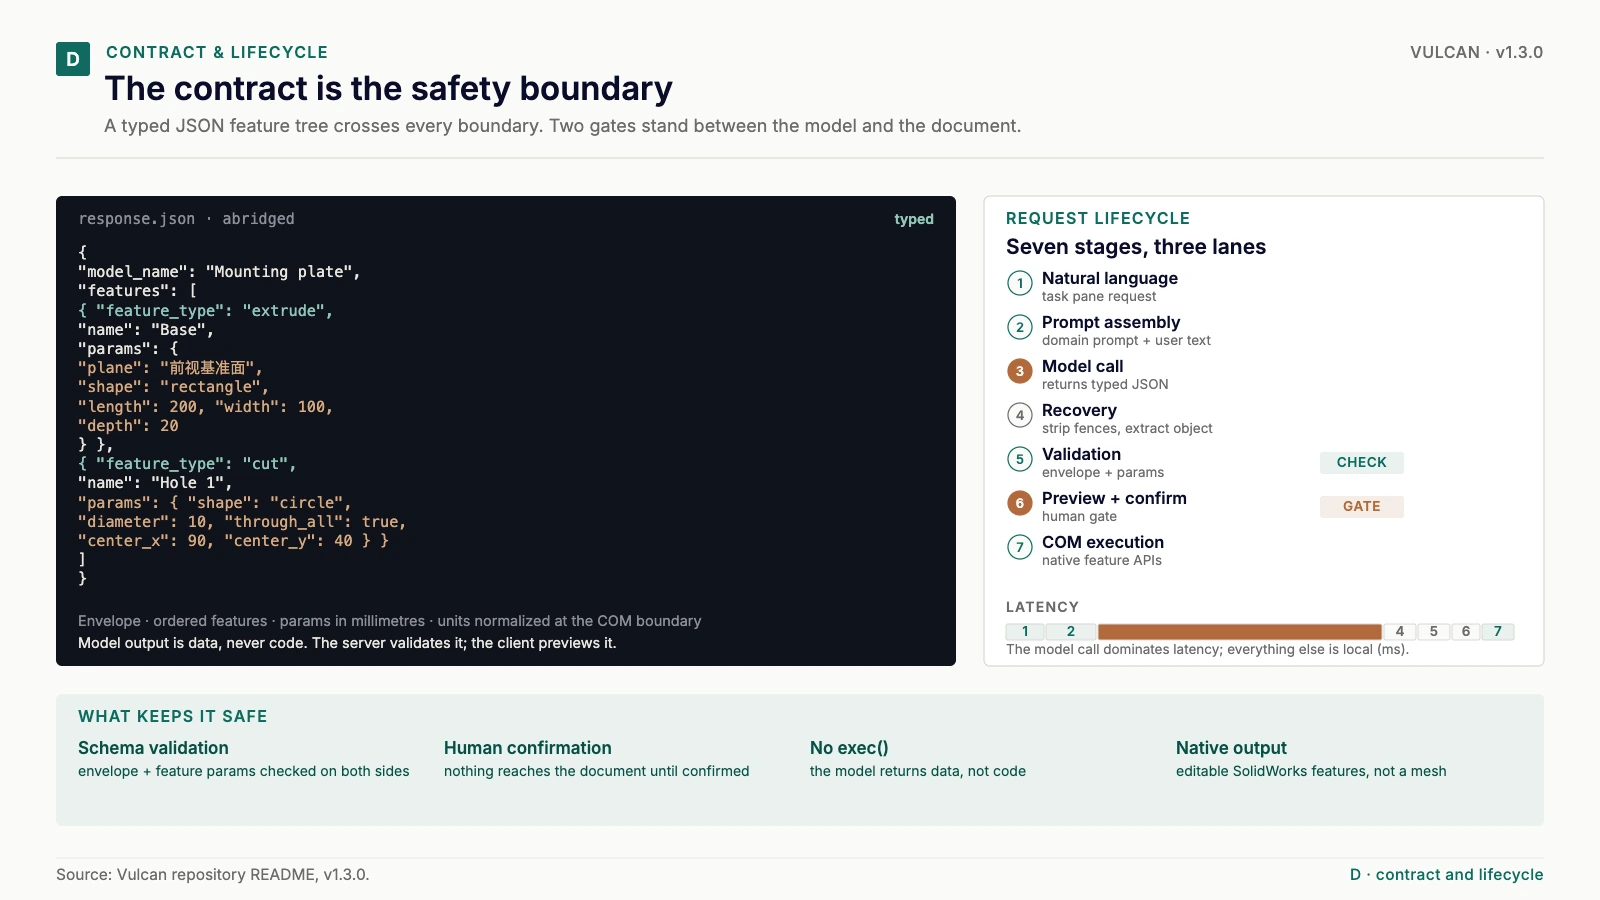 D
CONTRACT & LIFECYCLE
VULCAN · v1.3.0
The contract is the safety boundary
A typed JSON feature tree crosses every boundary. Two gates stand between the model and the document.
response.json · abridged
typed
{
"model_name": "Mounting plate",
"features": [
{ "feature_type": "extrude",
"name": "Base",
"params": {
"plane": "前视基准面",
"shape": "rectangle",
"length": 200, "width": 100,
"depth": 20
} },
{ "feature_type": "cut",
"name": "Hole 1",
"params": { "shape": "circle",
"diameter": 10, "through_all": true,
"center_x": 90, "center_y": 40 } }
]
}
Envelope · ordered features · params in millimetres · units normalized at the COM boundary
Model output is data, never code. The server validates it; the client previews it.
REQUEST LIFECYCLE
Seven stages, three lanes
1 Natural language
task pane request
2 Prompt assembly
domain prompt + user text
3 Model call
returns typed JSON
4 Recovery
strip fences, extract object
5 Validation
envelope + params
CHECK
6 Preview + confirm
human gate
GATE
7 COM execution
native feature APIs
LATENCY
1 2 4 5 6 7
The model call dominates latency; everything else is local (ms).
WHAT KEEPS IT SAFE
Schema validation
envelope + feature params checked on both sides
Human confirmation
nothing reaches the document until confirmed
No exec()
the model returns data, not code
Native output
editable SolidWorks features, not a mesh
Source: Vulcan repository README, v1.3.0.
D · contract and lifecycle